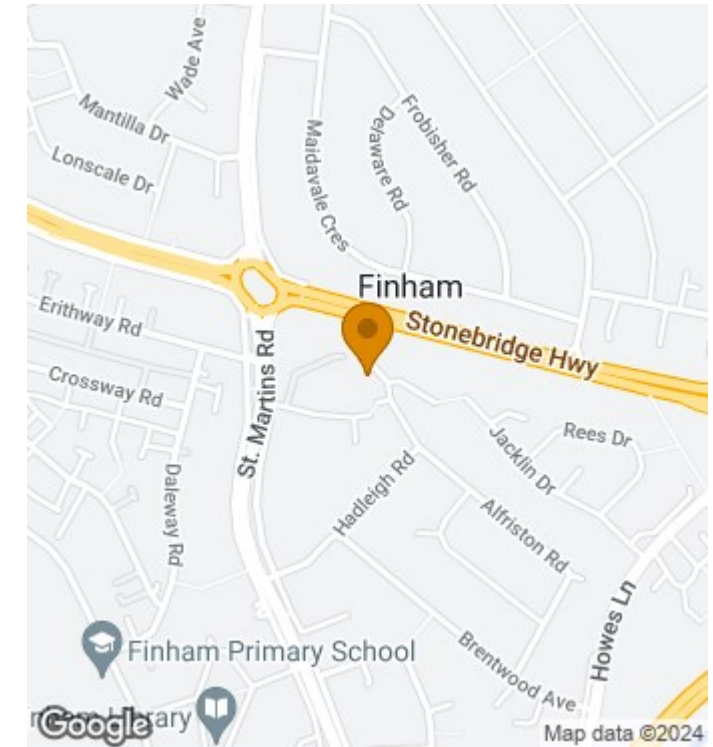 Wade Ave
Mantilla Dr
Lonscale Dr
Maidavale Cres
Delaware Rd
Frobisher Rd
Finham
Stonebridge Hwy
Erithway Rd
Crossway Rd
St. Martins Rd
Daleway Rd
Hadleigh Rd
Jacklin Dr
Rees Dr
Alfriston Rd
Howes Ln
Brentwood Ave
Finham Primary School
Google
Map data ©2024